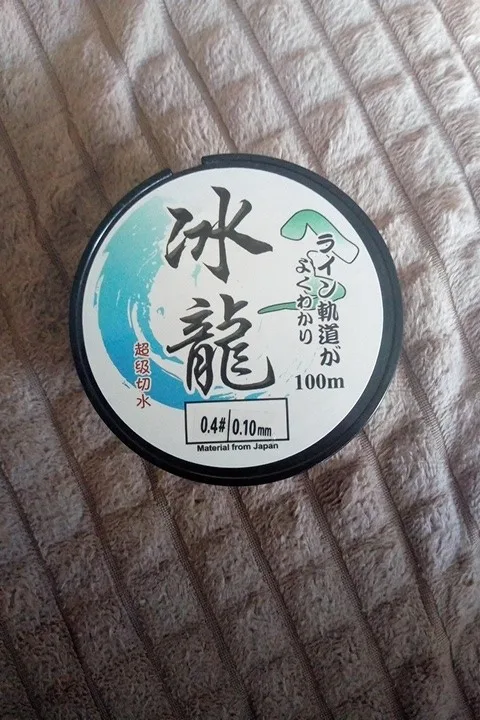 冰龍
へ
ライン軌道が
よくわかり
100m
超级切水
0.4# 0.10mm
Material from Japan